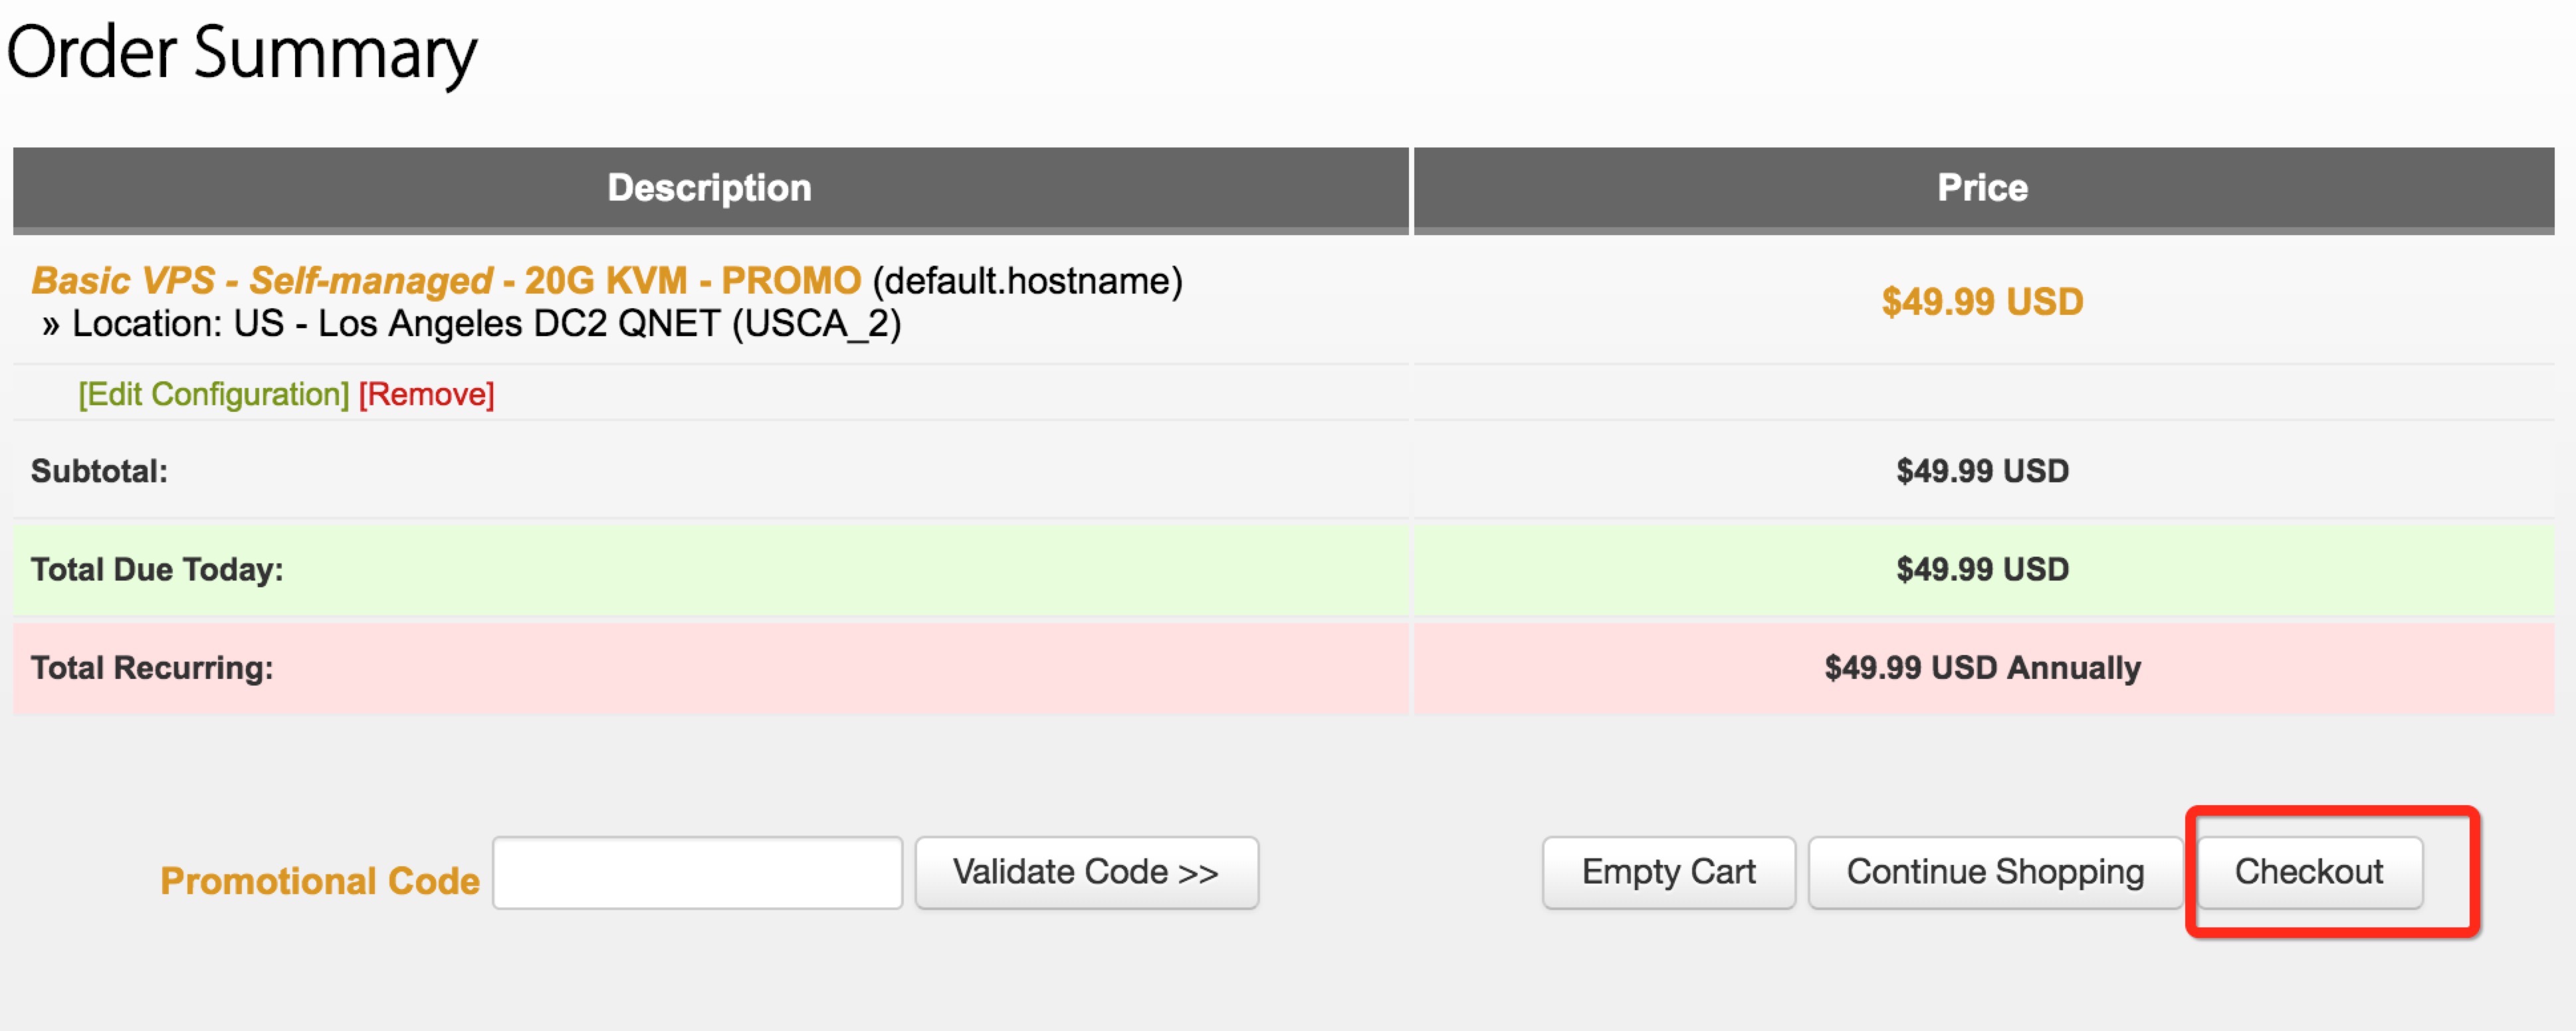 Order Summary
Description
Price
Basic VPS - Self-managed - 20G KVM - PROMO (default.hostname)
» Location: US - Los Angeles DC2 QNET (USCA_2)
$49.99 USD
[Edit Configuration] [Remove]
Subtotal:
$49.99 USD
Total Due Today:
$49.99 USD
Total Recurring:
$49.99 USD Annually
Promotional Code
Validate Code >>
Empty Cart
Continue Shopping
Checkout